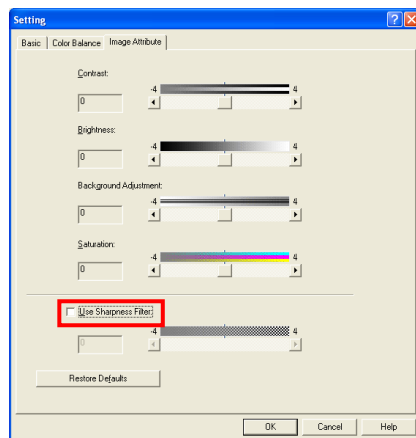 Setting
Basic Color Balance Image Attribute
Contrast:
-4 4
0
Brightness:
4
0
Background Adjustment:
-4 4
0
Saturation:
-4 4
0
Use Sharpness Filter:
-4 4
0
Restore Defaults
OK Cancel Help